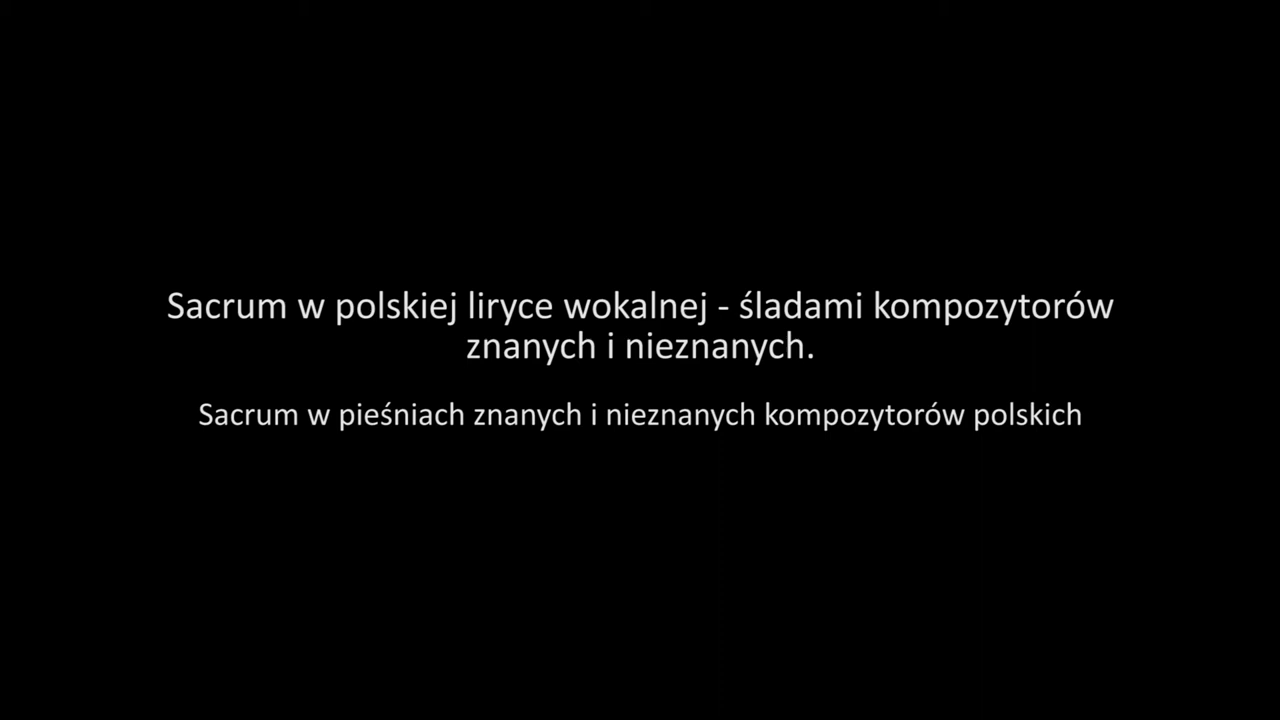 Sacrum w polskiej liryce wokalnej - śladami kompozytorów
znanych i nieznanych.
Sacrum w pieśniach znanych i nieznanych kompozytorów polskich